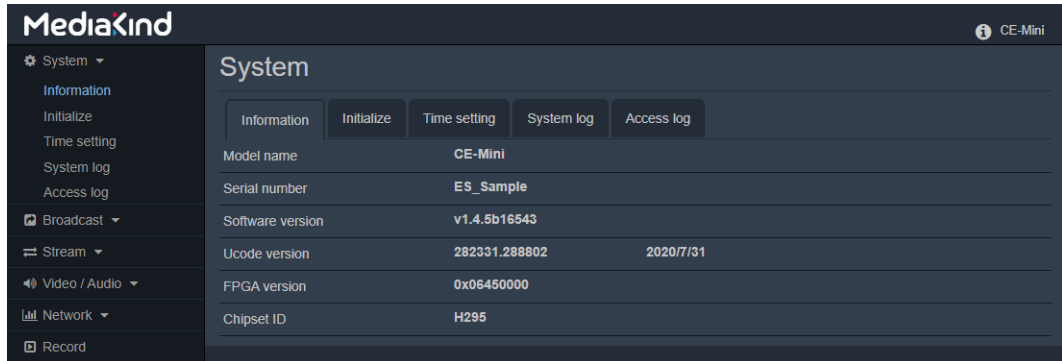 MediaKind
CE-Mini
System
Information
Initialize
Time setting
System log
Access log
Broadcast
Stream
Video / Audio
Network
Record
System
Information Initialize Time setting System log Access log
Model name CE-Mini
Serial number ES_Sample
Software version v1.4.5b16543
Ucode version 282331.288802 2020/7/31
FPGA version 0x06450000
Chipset ID H295